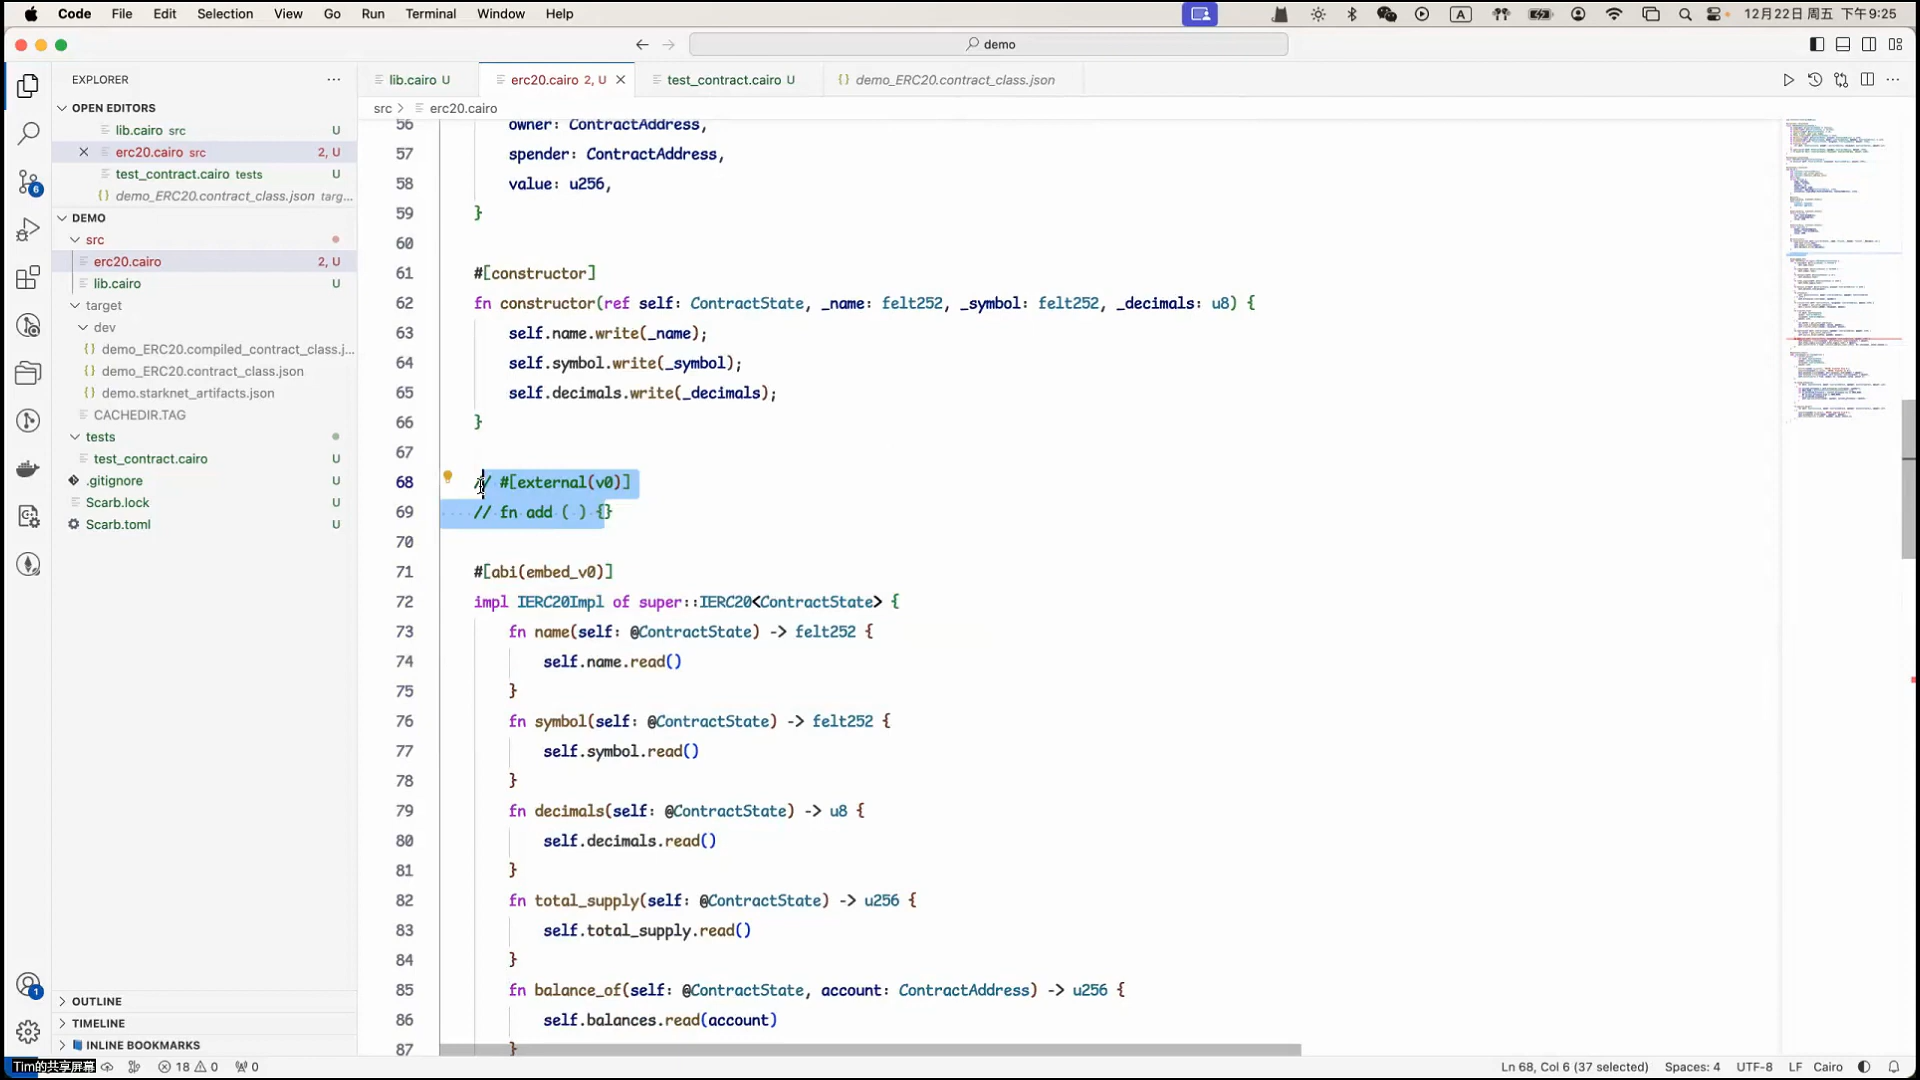 Code File Edit Selection View Go Run Terminal Window Help A 12月22日 周五 下午9:25
demo
EXPLORER ··· lib.cairo U erc20.cairo 2, U test_contract.cairo U {} demo_ERC20.contract_class.json
OPEN EDITORS src > erc20.cairo
lib.cairo src U
erc20.cairo src 2, U
test_contract.cairo tests U
{} demo_ERC20.contract_class.json targ...
DEMO
src
erc20.cairo 2, U
lib.cairo U
target
dev
{} demo_ERC20.compiled_contract_class.j...
{} demo_ERC20.contract_class.json
{} demo.starknet_artifacts.json
CACHEDIR.TAG
tests
test_contract.cairo U
.gitignore U
Scarb.lock U
Scarb.toml U
OUTLINE
TIMELINE
INLINE BOOKMARKS
6
1
56 owner: ContractAddress,
57 spender: ContractAddress,
58 value: u256,
59 }
60
61 #[constructor]
62 fn constructor(ref self: ContractState, _name: felt252, _symbol: felt252, _decimals: u8) {
63 self.name.write(_name);
64 self.symbol.write(_symbol);
65 self.decimals.write(_decimals);
66 }
67
68 // #[external(v0)]
69 // fn add ( ) {}
70
71 #[abi(embed_v0)]
72 impl IERC20Impl of super::IERC20<ContractState> {
73 fn name(self: @ContractState) -> felt252 {
74 self.name.read()
75 }
76 fn symbol(self: @ContractState) -> felt252 {
77 self.symbol.read()
78 }
79 fn decimals(self: @ContractState) -> u8 {
80 self.decimals.read()
81 }
82 fn total_supply(self: @ContractState) -> u256 {
83 self.total_supply.read()
84 }
85 fn balance_of(self: @ContractState, account: ContractAddress) -> u256 {
86 self.balances.read(account)
87 }
Tim的共享屏幕 18 0 0 Ln 68, Col 6 (37 selected) Spaces: 4 UTF-8 LF Cairo